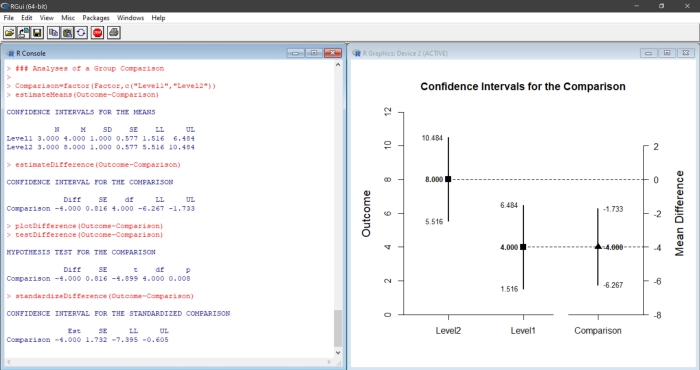 RGui (64-bit)
File Edit View Misc Packages Windows Help
R Console
> ### Analyses of a Group Comparison
>
> Comparison=factor(Factor,c("Level1","Level2"))
> estimateMeans(Outcome~Comparison)
CONFIDENCE INTERVALS FOR THE MEANS
N M SD SE LL UL
Level1 3.000 4.000 1.000 0.577 1.516 6.484
Level2 3.000 8.000 1.000 0.577 5.516 10.484
> estimateDifference(Outcome~Comparison)
CONFIDENCE INTERVAL FOR THE COMPARISON
Diff SE df LL UL
Comparison -4.000 0.816 4.000 -6.267 -1.733
> plotDifference(Outcome~Comparison)
> testDifference(Outcome~Comparison)
HYPOTHESIS TEST FOR THE COMPARISON
Diff SE t df p
Comparison -4.000 0.816 -4.899 4.000 0.008
> standardizeDifference(Outcome~Comparison)
CONFIDENCE INTERVAL FOR THE STANDARDIZED COMPARISON
Est SE LL UL
Comparison -4.000 1.732 -7.395 -0.605
>
R Graphics: Device 2 (ACTIVE)
Confidence Intervals for the Comparison
Outcome
12
10
8
6
4
2
0
10.484
8.000
5.516
6.484
4.000
1.516
-1.733
-4.000
-6.267
2
0
-2
-4
-6
-8
Mean Difference
Level2
Level1
Comparison